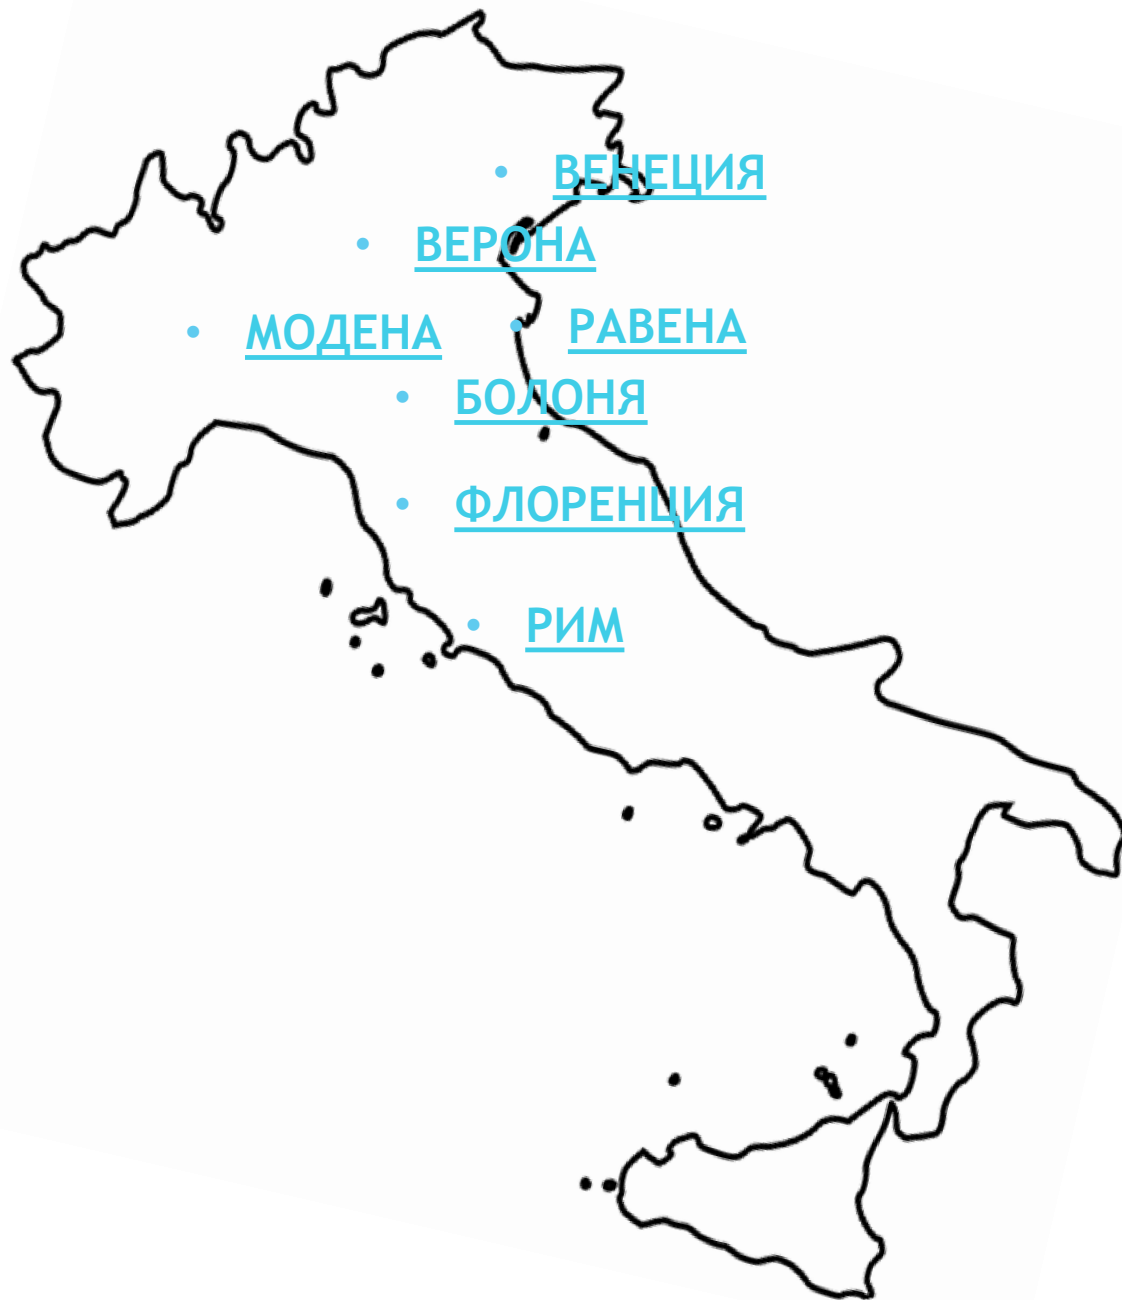 • ВЕНЕЦИЯ
• ВЕРОНА
• МОДЕНА
• РАВЕНА
• БОЛОНЯ
• ФЛОРЕНЦИЯ
• РИМ